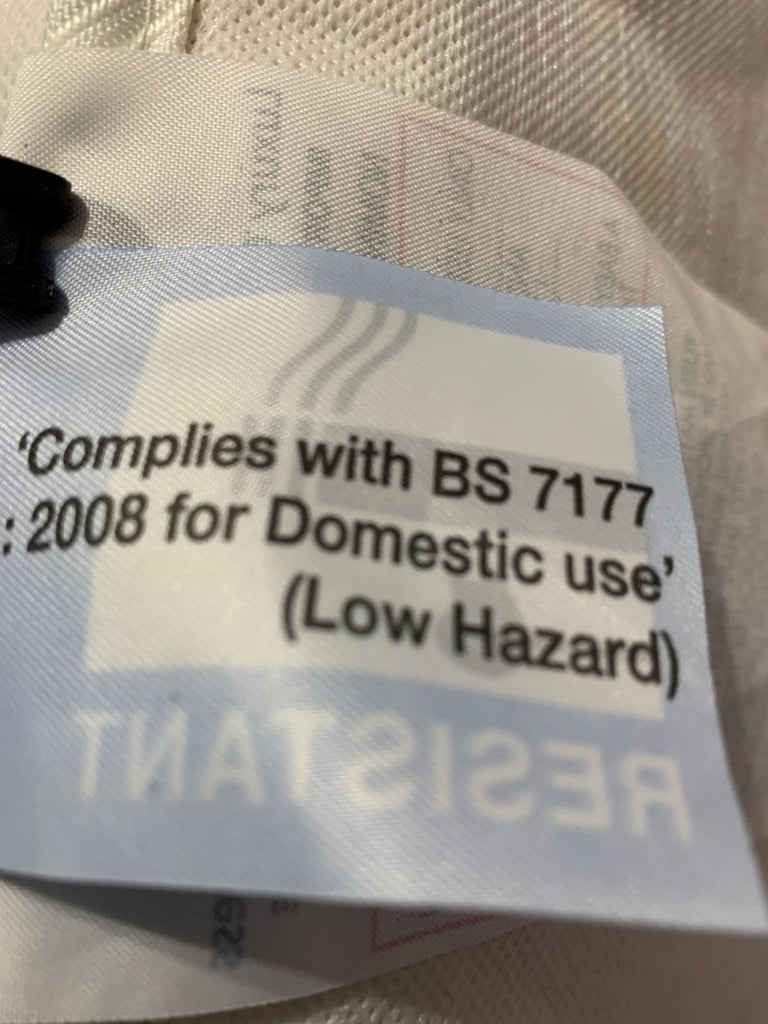 ‘Complies with BS 7177
: 2008 for Domestic use’
(Low Hazard)
RESISTANT